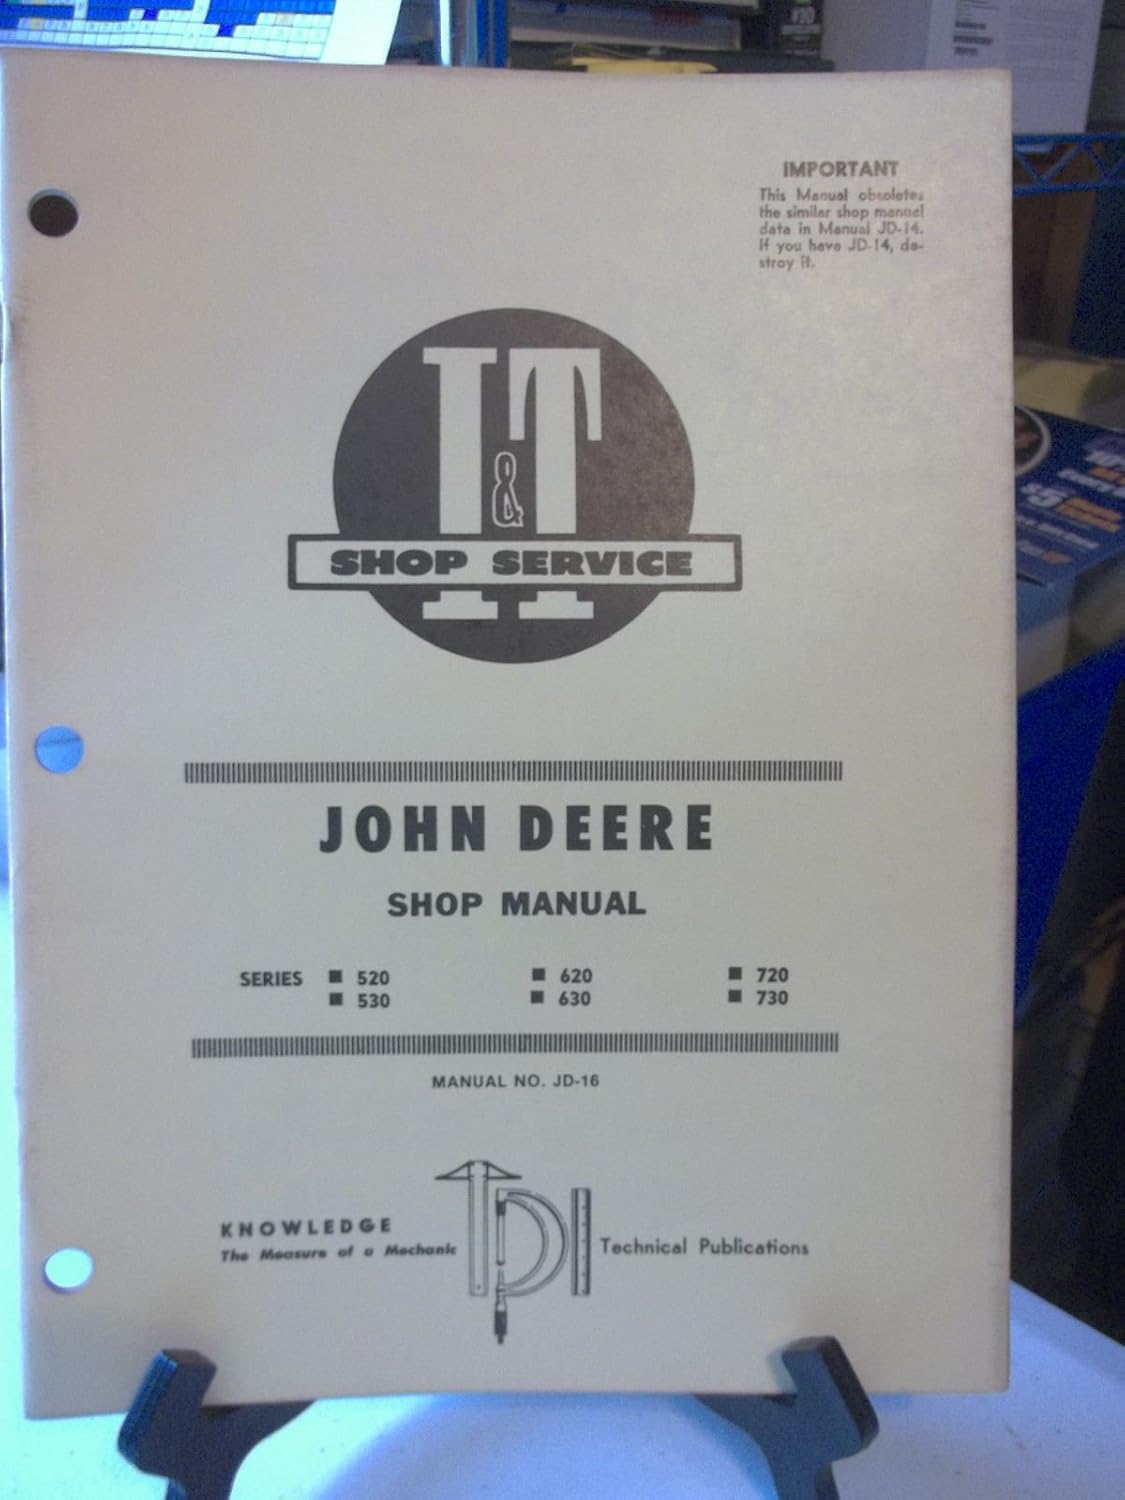 IMPORTANT
This Manual obsoletes
the similar shop manual
data in Manual JD-14.
If you have JD-14, de-
stroy it.
I&T
SHOP SERVICE
JOHN DEERE
SHOP MANUAL
SERIES ■ 520 ■ 620 ■ 720
■ 530 ■ 630 ■ 730
MANUAL NO. JD-16
KNOWLEDGE
The Measure of a Mechanic
TPI
Technical Publications